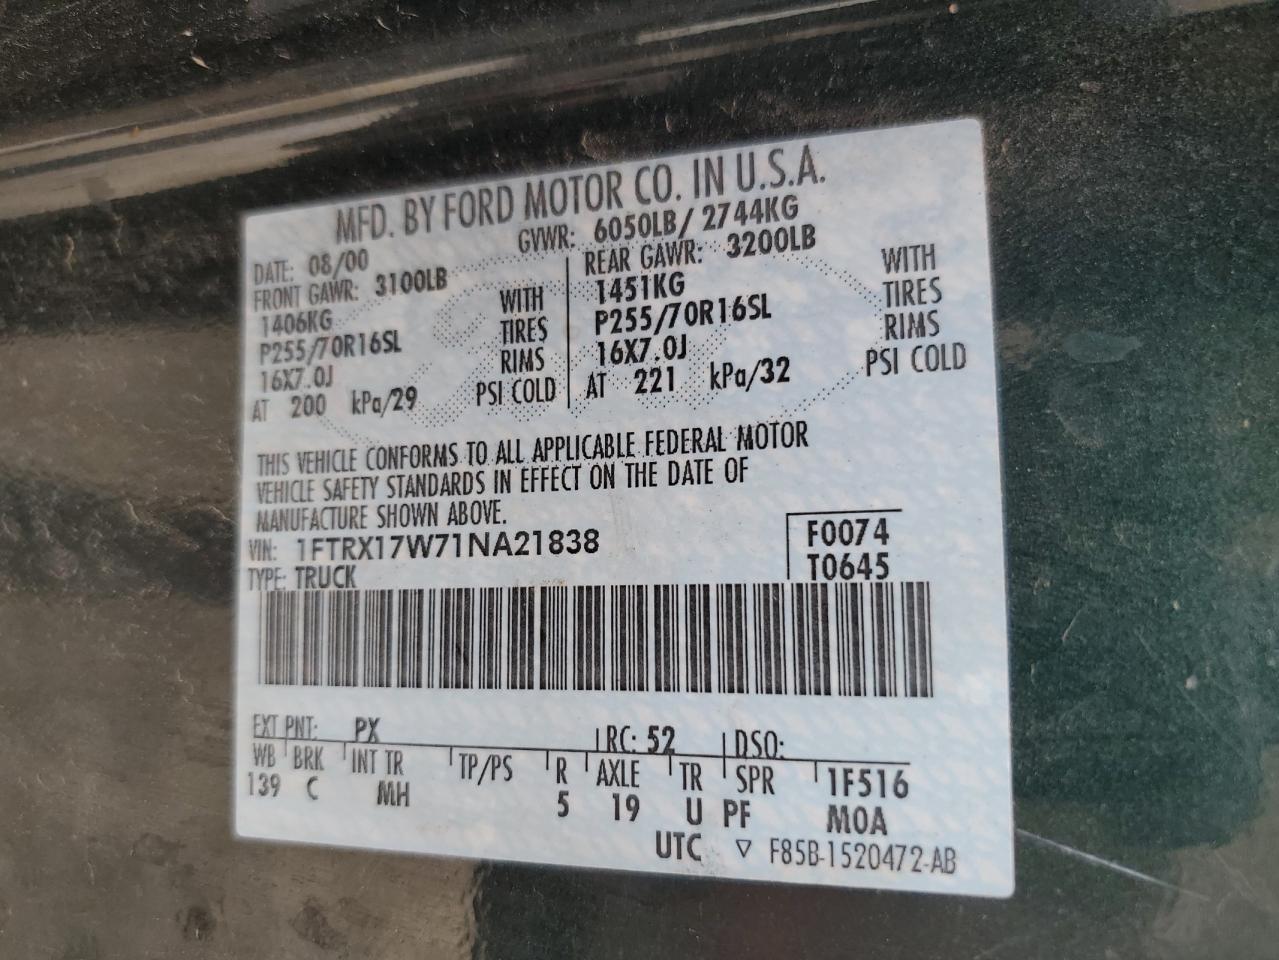 MFD. BY FORD MOTOR CO. IN U.S.A.
DATE: 08/00 GVWR: 6050LB/ 2744KG
FRONT GAWR: 3100LB REAR GAWR: 3200LB
1406KG WITH 1451KG WITH
P255/70R16SL TIRES P255/70R16SL TIRES
16X7.0J RIMS 16X7.0J RIMS
AT 200 kPa/29 PSI COLD AT 221 kPa/32 PSI COLD
THIS VEHICLE CONFORMS TO ALL APPLICABLE FEDERAL MOTOR
VEHICLE SAFETY STANDARDS IN EFFECT ON THE DATE OF
MANUFACTURE SHOWN ABOVE.
VIN: 1FTRX17W71NA21838 F0074
TYPE: TRUCK T0645
EXT PNT: PX RC: 52 DSO:
WB BRK INT TR TP/PS R AXLE TR SPR 1F516
139 C MH 5 19 U PF MOA
UTC ▽ F85B-1520472-AB